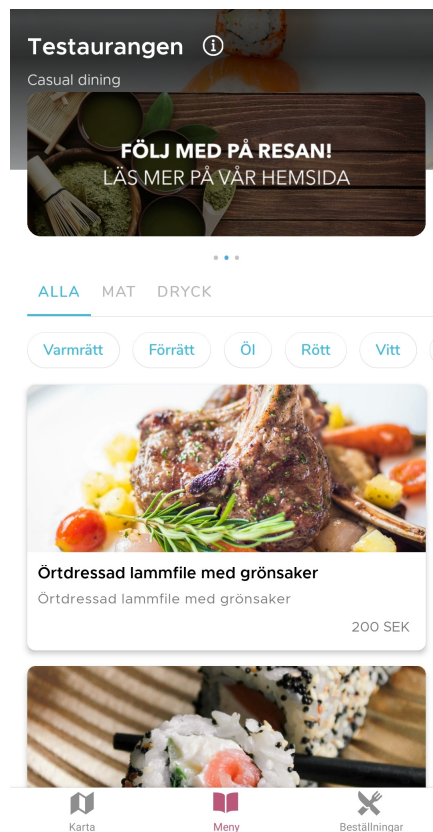 Testaurangen
Casual dining
FÖLJ MED PÅ RESAN!
LÄS MER PÅ VÅR HEMSIDA
ALLA MAT DRYCK
Varmrätt Förrätt Öl Rött Vitt
Örtdressad lammfile med grönsaker
Örtdressad lammfile med grönsaker
200 SEK
Karta Meny Beställningar